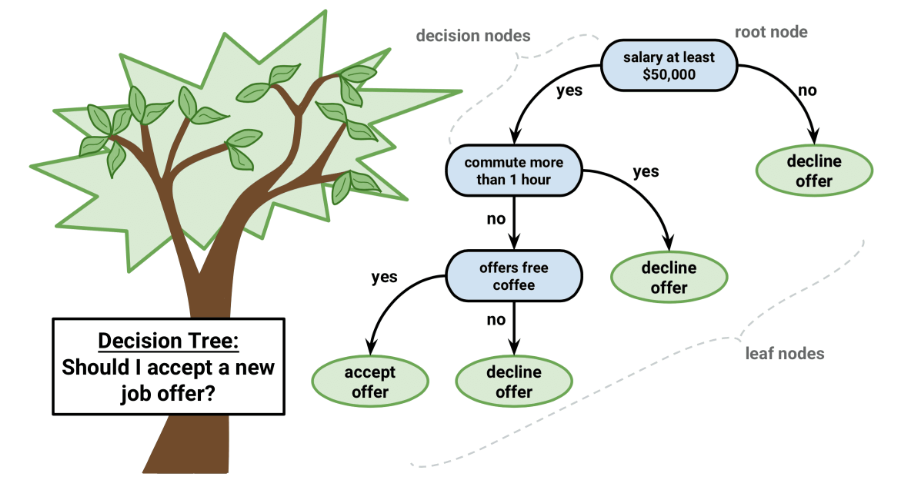 decision nodes
root node
salary at least
$50,000
yes
no
commute more
than 1 hour
yes
decline
offer
no
offers free
coffee
decline
offer
yes
no
Decision Tree:
Should I accept a new
job offer?
accept
offer
decline
offer
leaf nodes